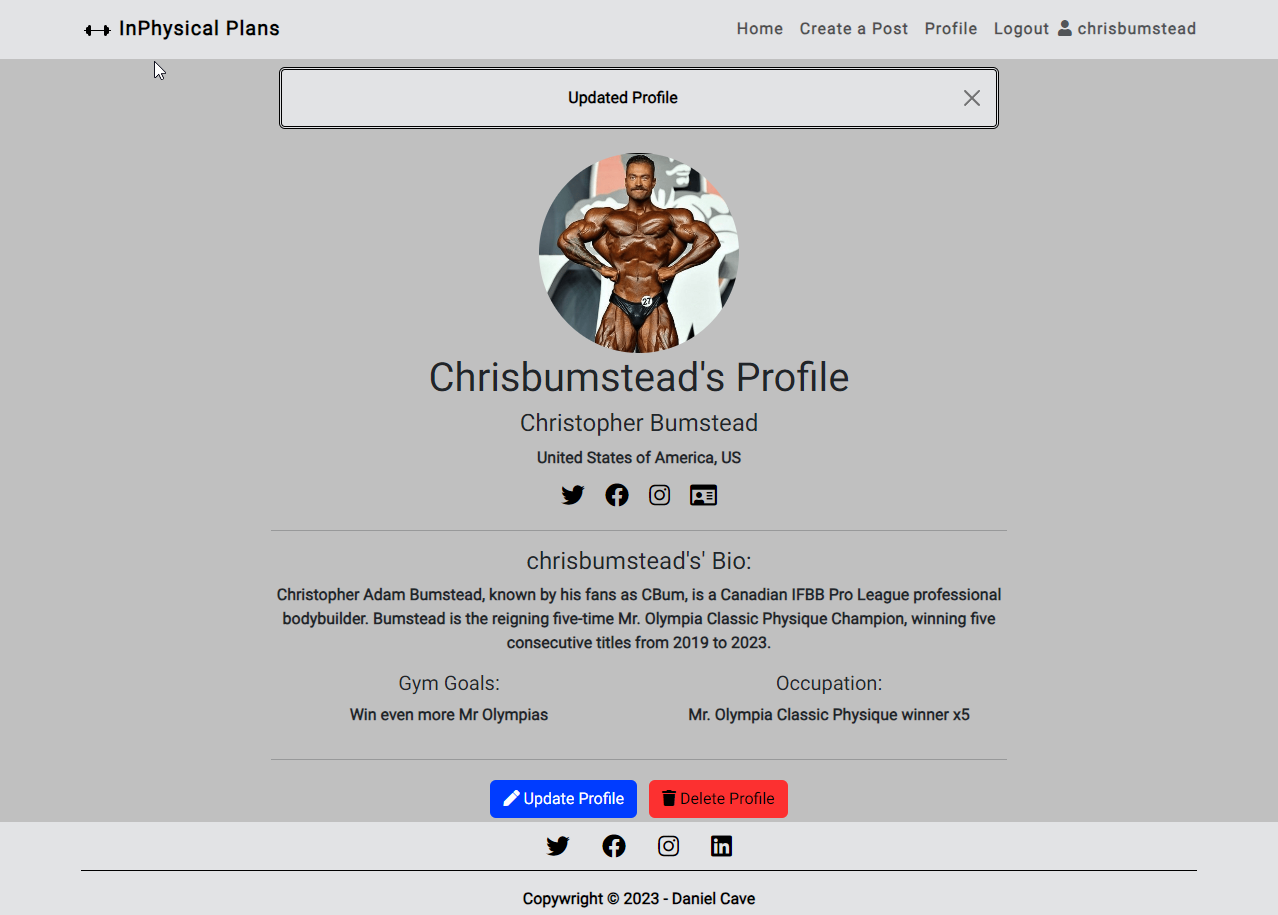 InPhysical Plans
Home Create a Post Profile Logout chrisbumstead
Updated Profile
27
Chrisbumstead's Profile
Christopher Bumstead
United States of America, US
chrisbumstead's' Bio:
Christopher Adam Bumstead, known by his fans as CBum, is a Canadian IFBB Pro League professional
bodybuilder. Bumstead is the reigning five-time Mr. Olympia Classic Physique Champion, winning five
consecutive titles from 2019 to 2023.
Gym Goals:
Win even more Mr Olympias
Occupation:
Mr. Olympia Classic Physique winner x5
Update Profile
Delete Profile
Copywright © 2023 - Daniel Cave